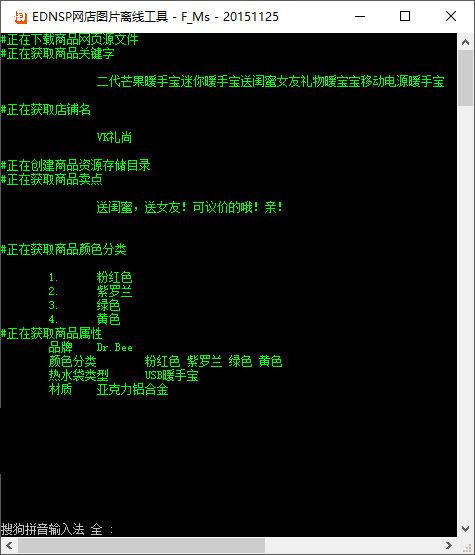 EDNSP网店图片离线工具 - F_Ms - 20151125
#正在下载商品网页源文件
#正在获取商品关键字
二代芒果暖手宝迷你暖手宝送闺蜜女友礼物暖宝宝移动电源暖手宝
#正在获取店铺名
VK礼尚
#正在创建商品资源存储目录
#正在获取商品卖点
送闺蜜，送女友！可议价的哦！亲！
#正在获取商品颜色分类
1. 粉红色
2. 紫罗兰
3. 绿色
4. 黄色
#正在获取商品属性
品牌 Dr.Bee
颜色分类 粉红色 紫罗兰 绿色 黄色
热水袋类型 USB暖手宝
材质 亚克力铝合金
搜狗拼音输入法 全 :